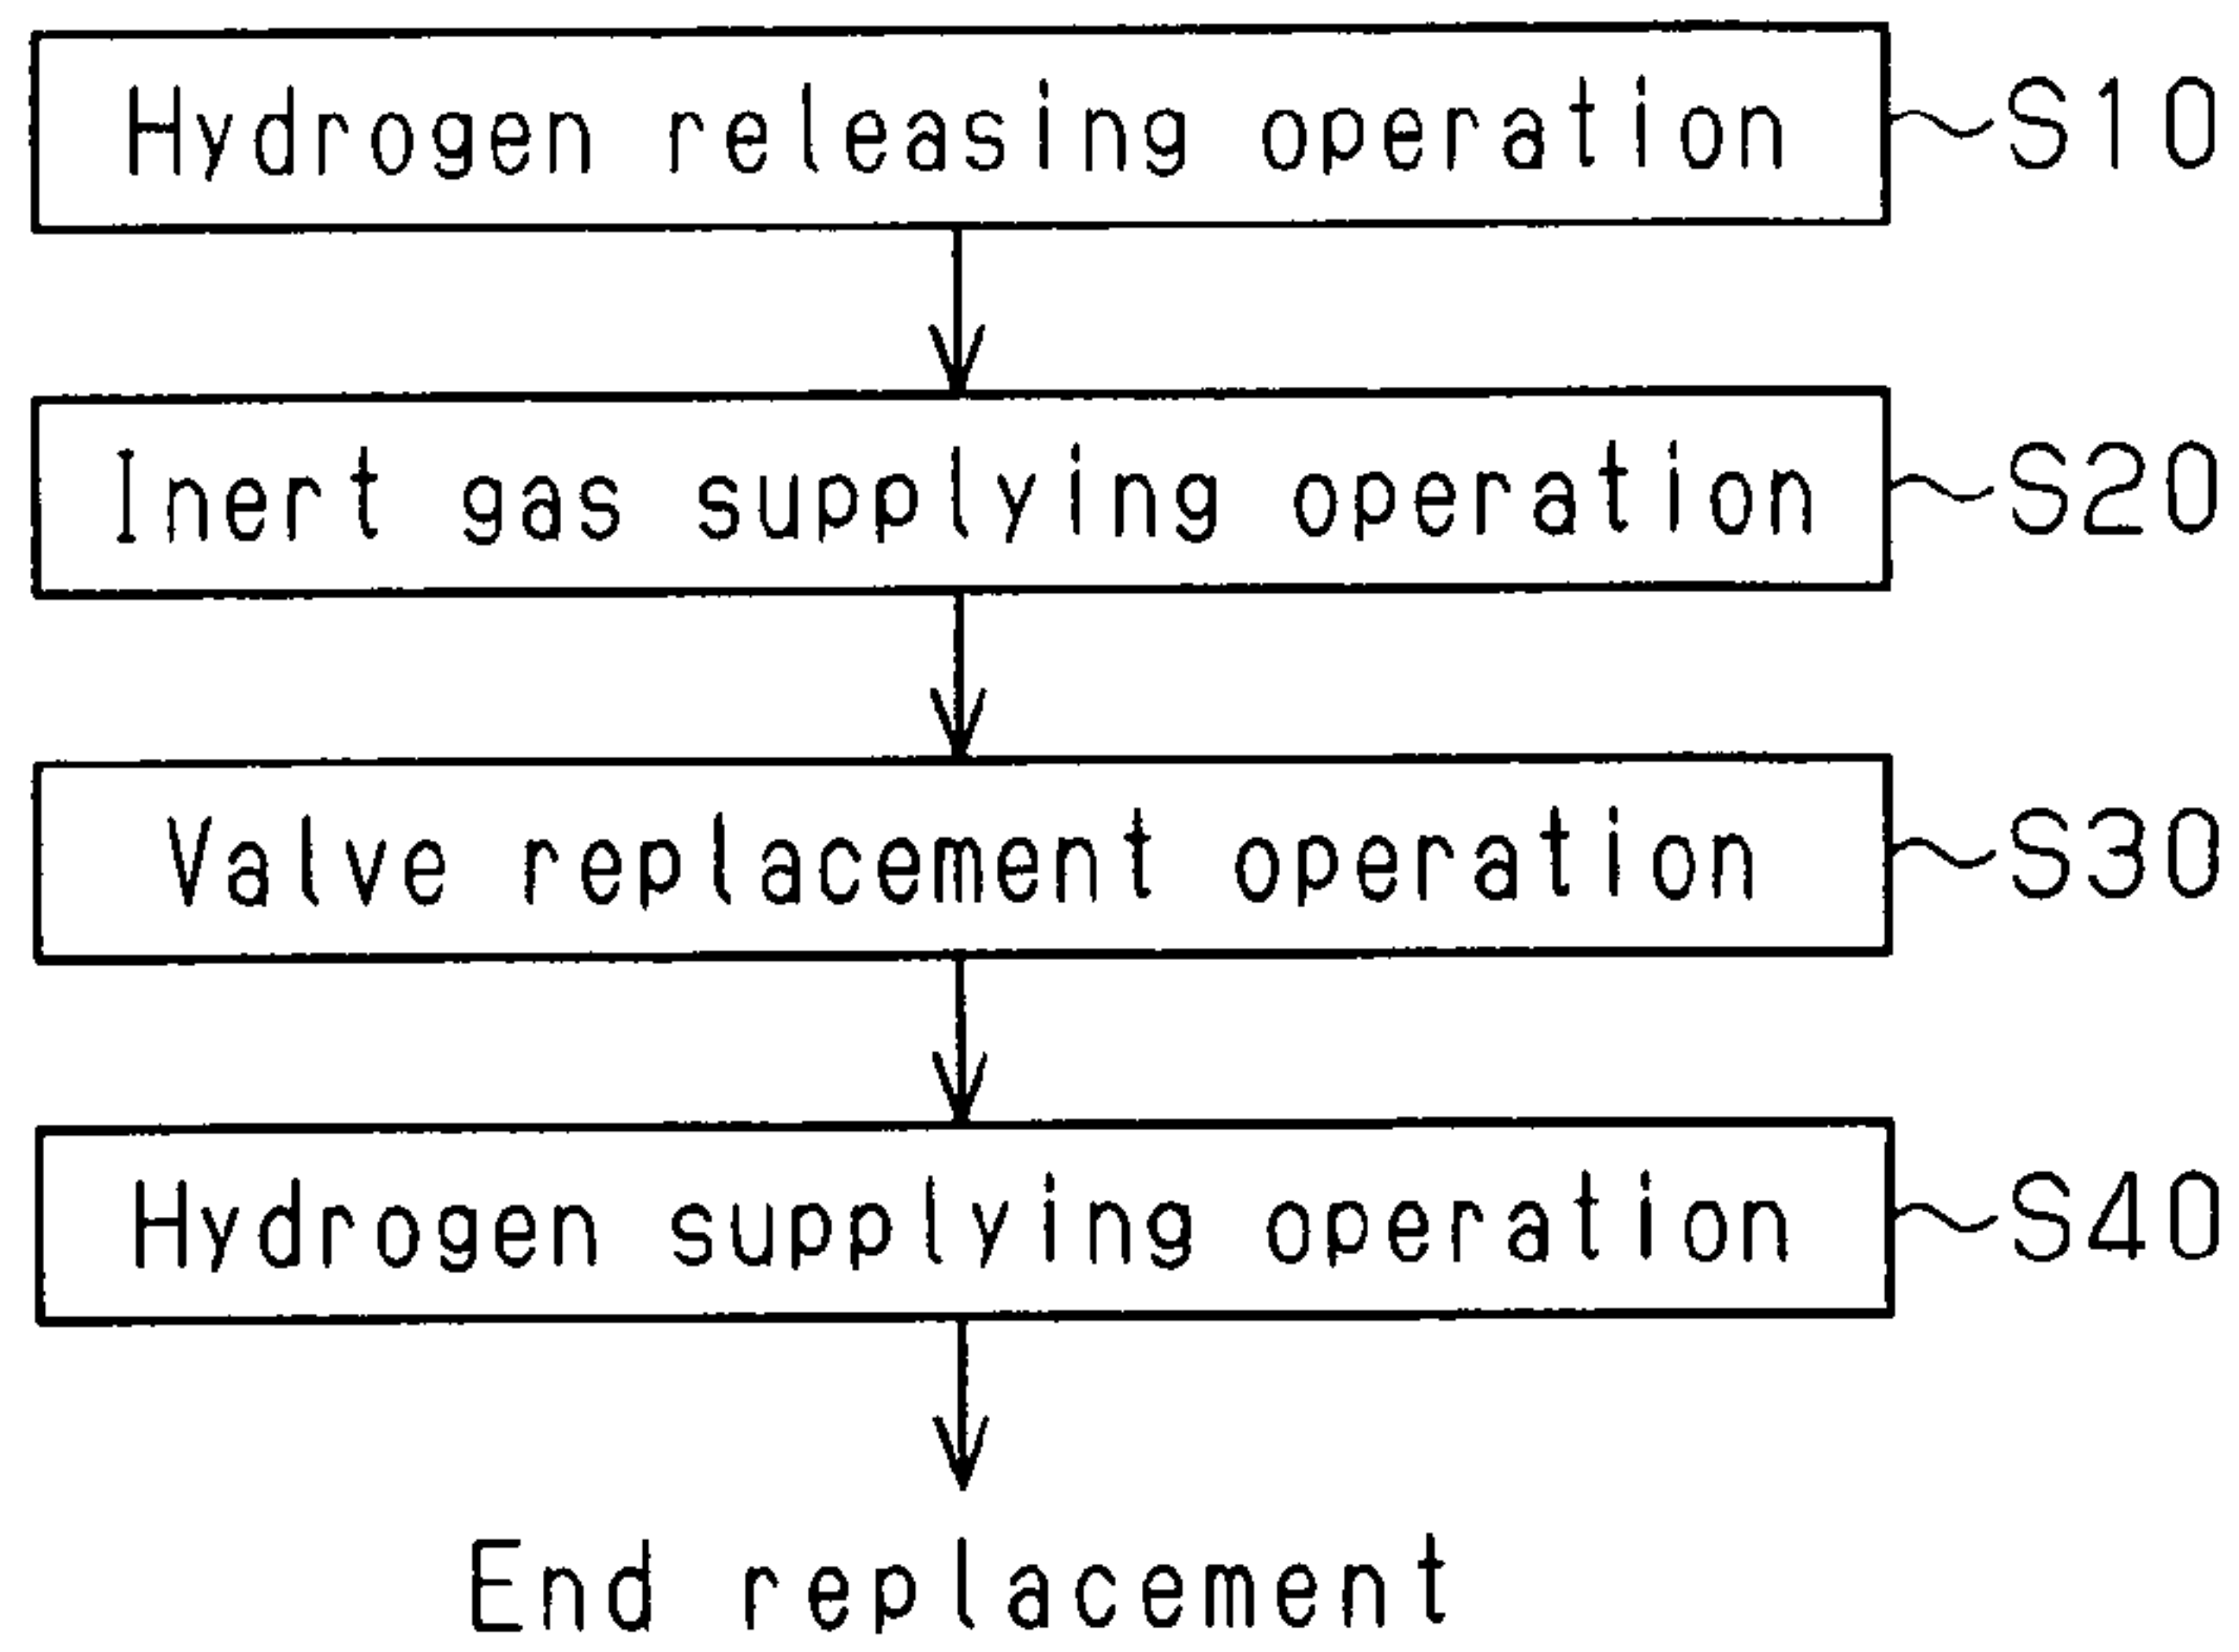 Hydrogen releasing operation S10
Inert gas supplying operation S20
Valve replacement operation S30
Hydrogen supplying operation S40
End replacement